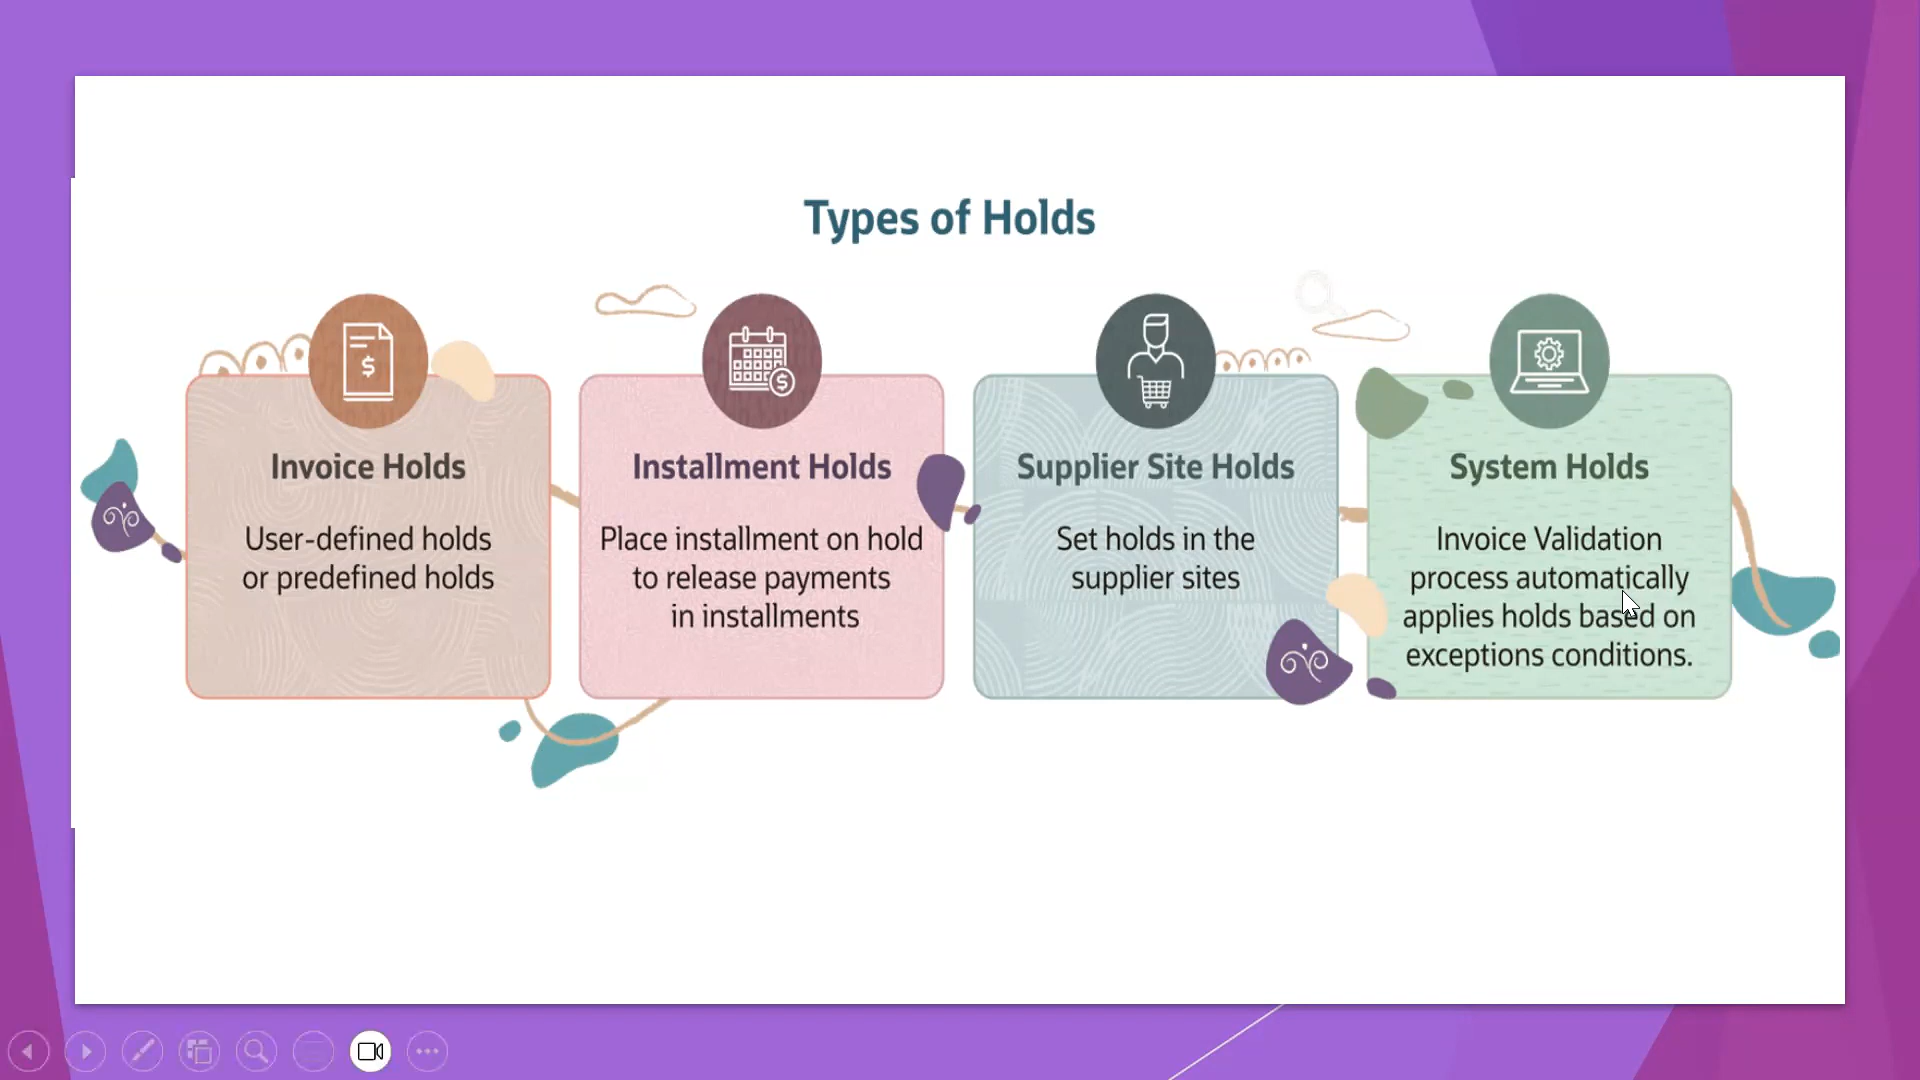 Types of Holds
Invoice Holds
User-defined holds
or predefined holds
Installment Holds
Place installment on hold
to release payments
in installments
Supplier Site Holds
Set holds in the
supplier sites
System Holds
Invoice Validation
process automatically
applies holds based on
exceptions conditions.